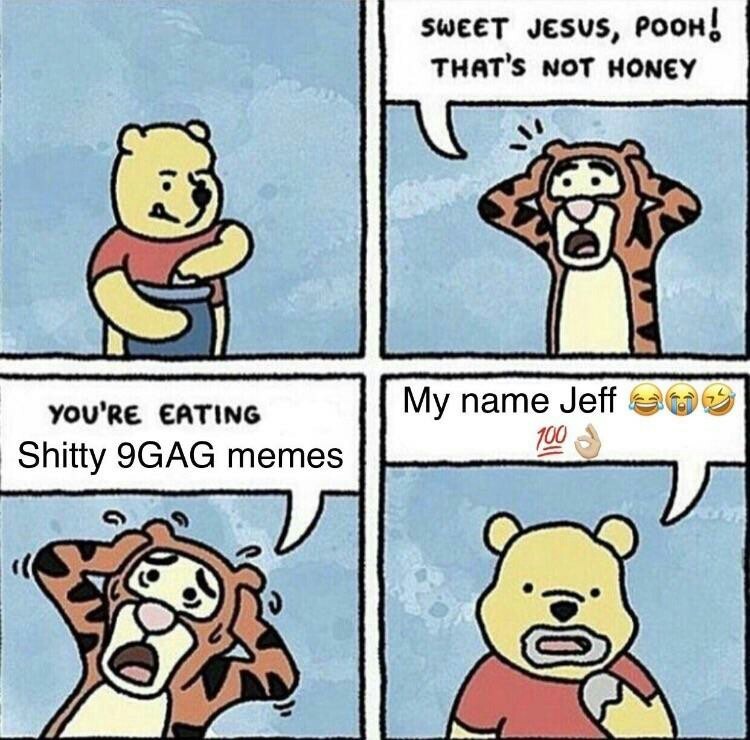 SWEET JESUS, POOH!
THAT'S NOT HONEY
YOU'RE EATING
Shitty 9GAG memes
My name Jeff 😂😭🤣
💯👌🏼